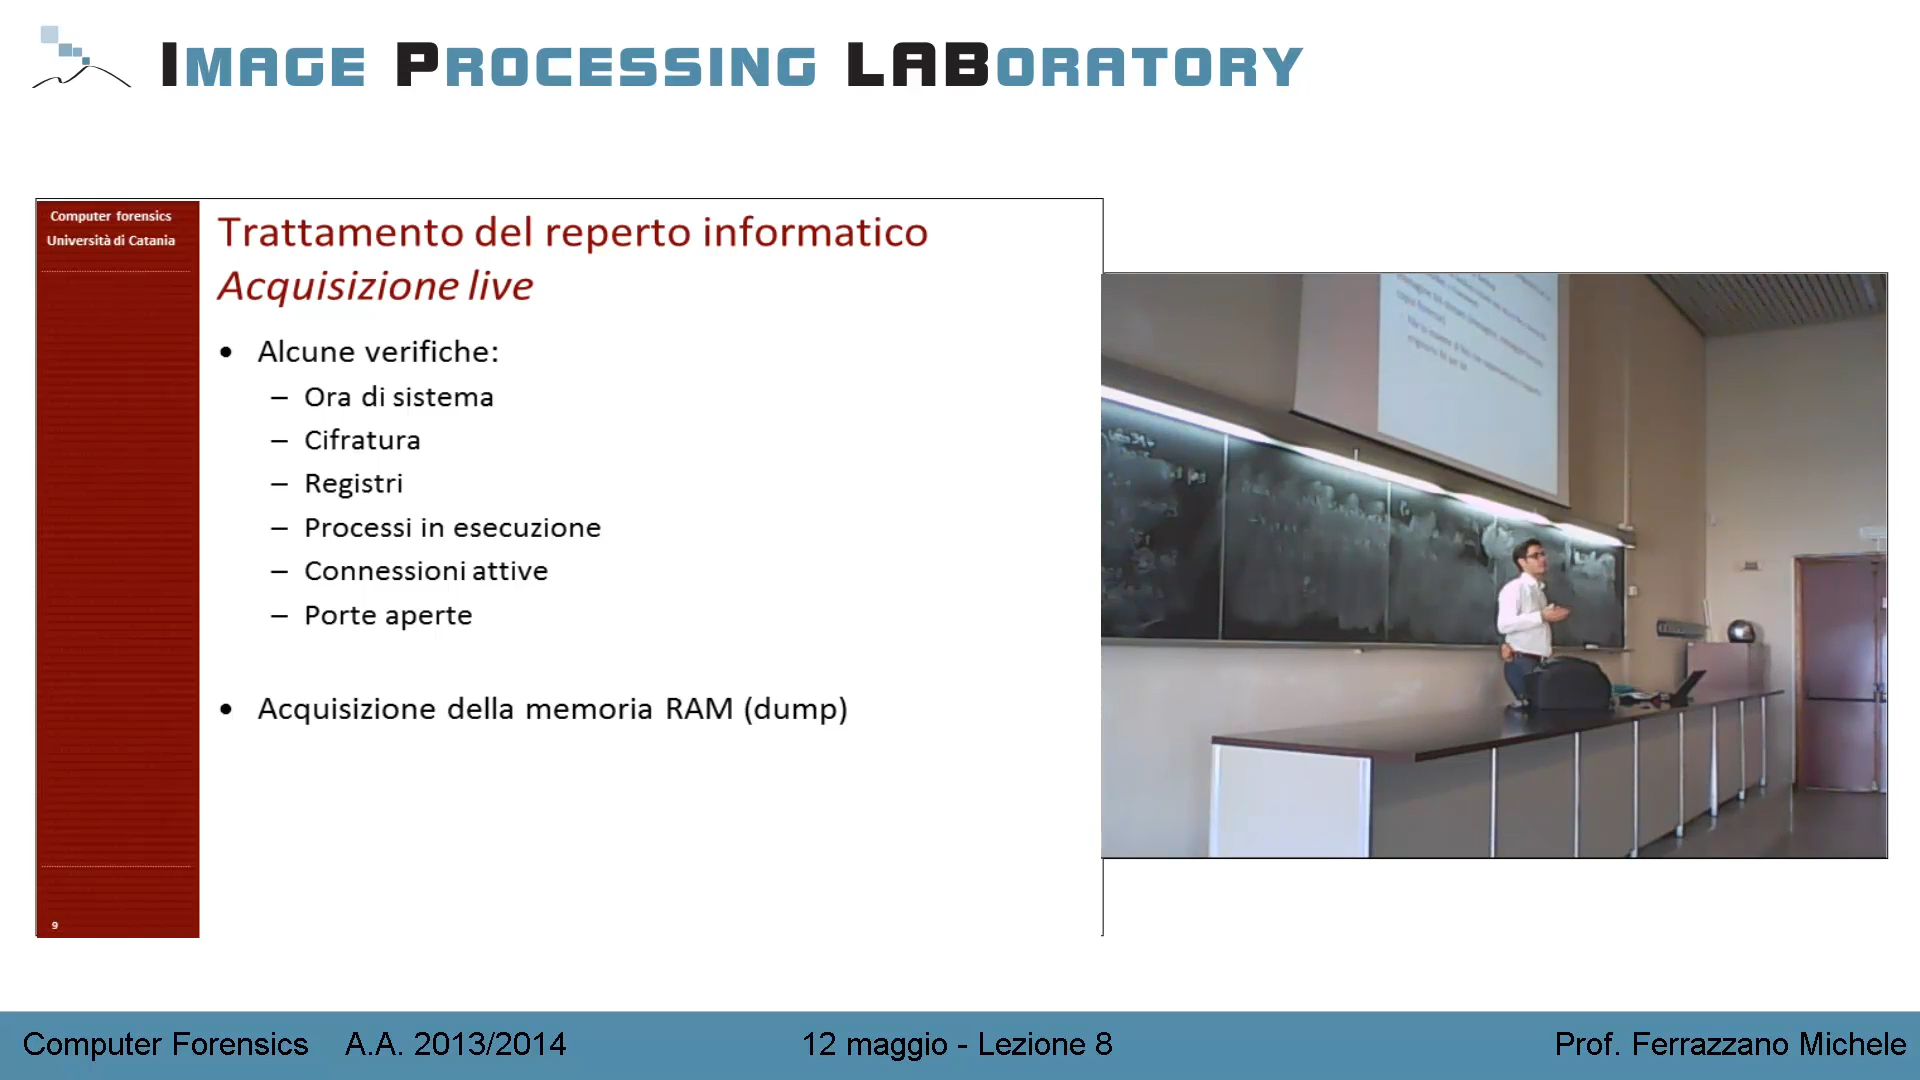 IMAGE PROCESSING LABORATORY
Computer forensics
Università di Catania
Trattamento del reperto informatico
Acquisizione live
• Alcune verifiche:
– Ora di sistema
– Cifratura
– Registri
– Processi in esecuzione
– Connessioni attive
– Porte aperte
• Acquisizione della memoria RAM (dump)
9
Computer Forensics A.A. 2013/2014
12 maggio - Lezione 8
Prof. Ferrazzano Michele